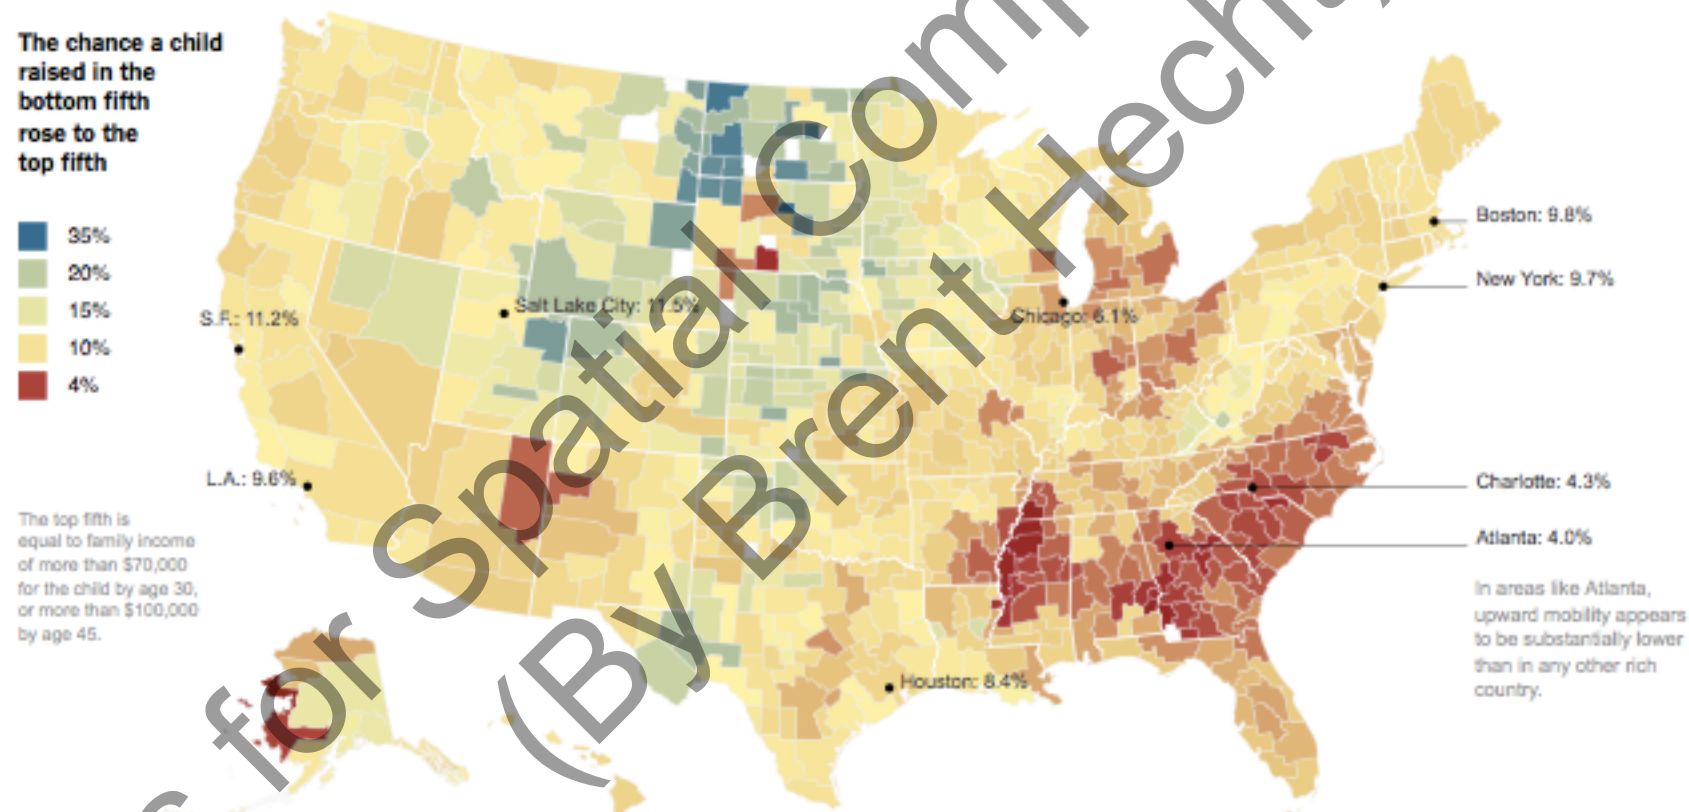 The chance a child
raised in the
bottom fifth
rose to the
top fifth
35%
20%
15%
10%
4%
S.F.: 11.2%
Salt Lake City: 11.5%
L.A.: 9.6%
Chicago: 6.1%
Houston: 8.4%
Boston: 9.8%
New York: 9.7%
Charlotte: 4.3%
Atlanta: 4.0%
The top fifth is
equal to family income
of more than $70,000
for the child by age 30,
or more than $100,000
by age 45.
In areas like Atlanta,
upward mobility appears
to be substantially lower
than in any other rich
country.
for Spatial Comp
(By Brent Hecht